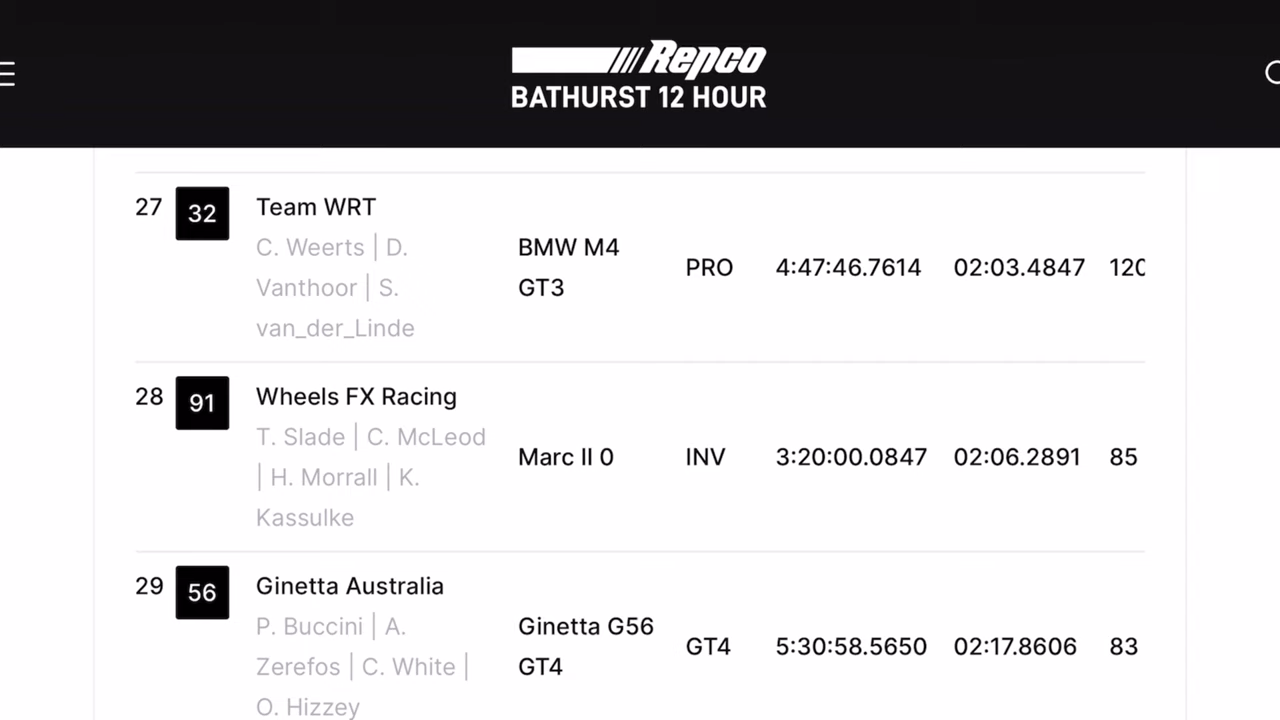 Repco
BATHURST 12 HOUR
27 32 Team WRT
C. Weerts | D.
Vanthoor | S.
van_der_Linde
BMW M4
GT3
PRO 4:47:46.7614 02:03.4847 120
28 91 Wheels FX Racing
T. Slade | C. McLeod
| H. Morrall | K.
Kassulke
Marc II 0 INV 3:20:00.0847 02:06.2891 85
29 56 Ginetta Australia
P. Buccini | A.
Zerefos | C. White |
O. Hizzey
Ginetta G56
GT4
GT4 5:30:58.5650 02:17.8606 83